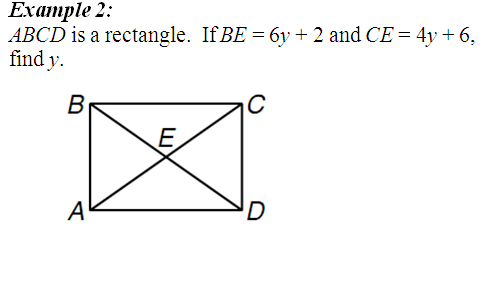 Example 2:
ABCD is a rectangle. If BE = 6y + 2 and CE = 4y + 6,
find y.
B C
E
A D